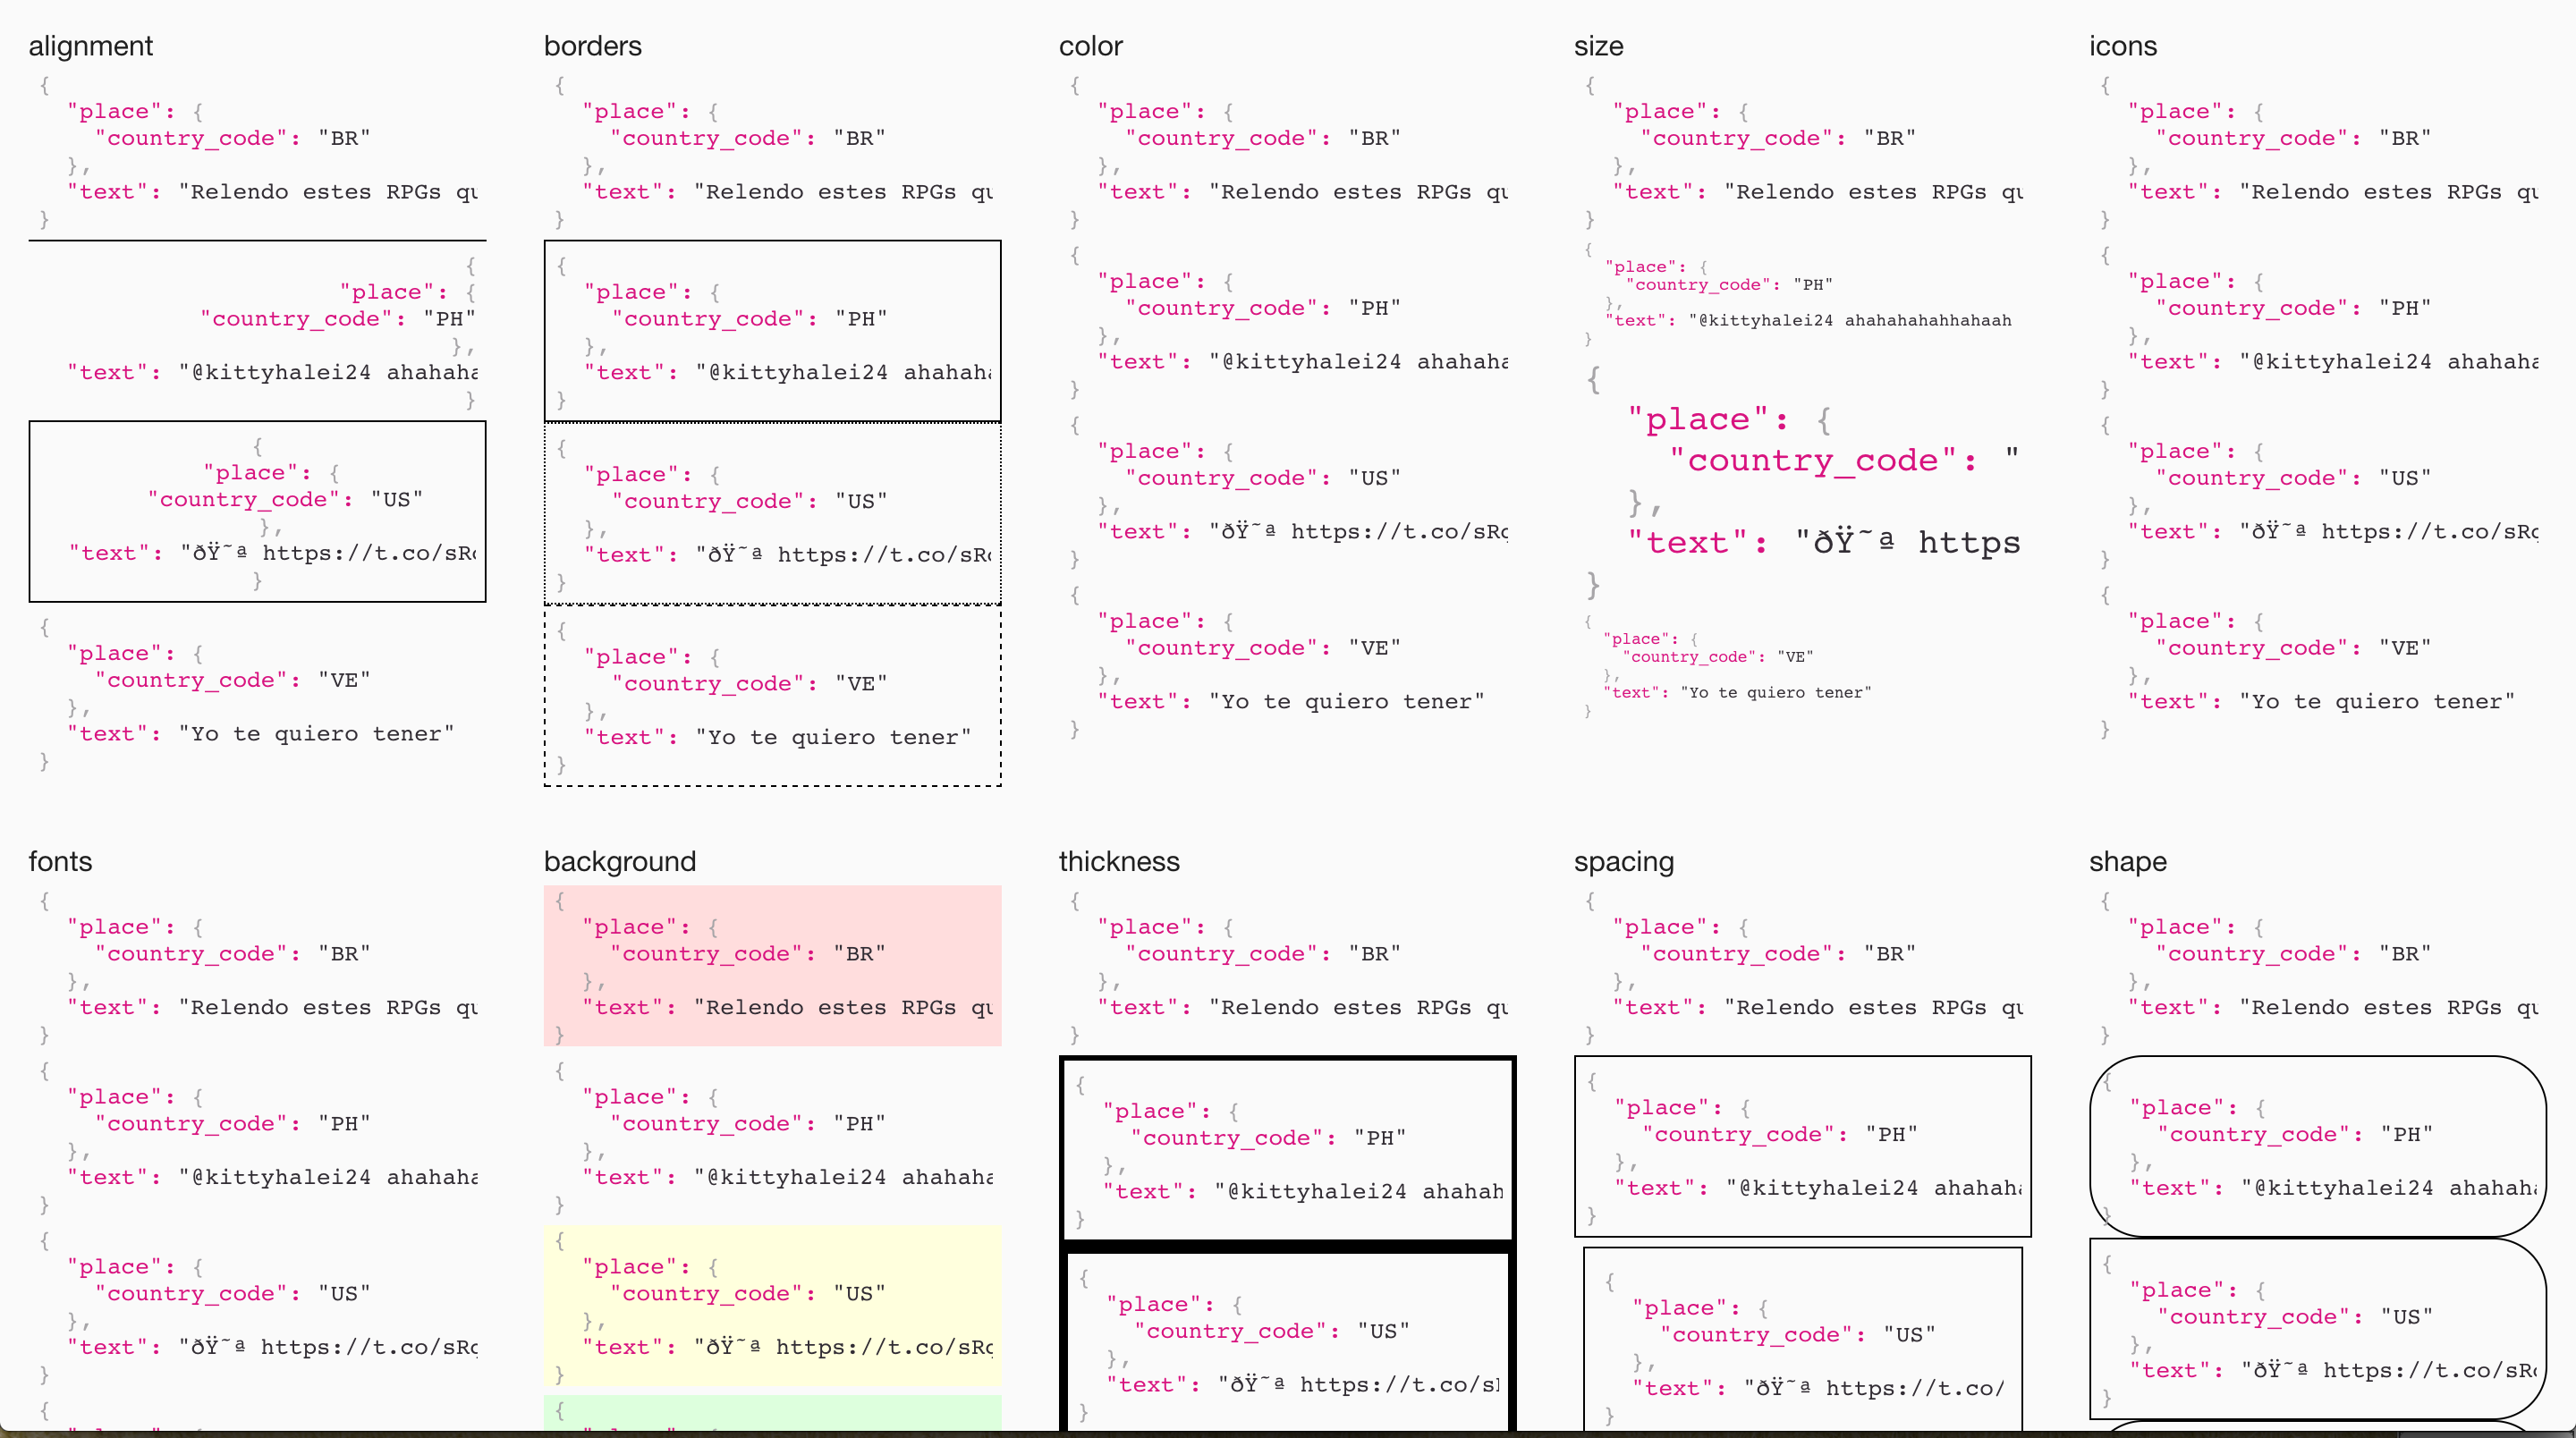 alignment
{
  "place": {
    "country_code": "BR"
  },
  "text": "Relendo estes RPGs qu
}
{
"place": {
"country_code": "PH"
},
"text": "@kittyhalei24 ahahaha
}
{
"place": {
"country_code": "US"
},
"text": "ðŸ˜ª https://t.co/sRq
}
{
  "place": {
    "country_code": "VE"
  },
  "text": "Yo te quiero tener"
}
borders
{
  "place": {
    "country_code": "BR"
  },
  "text": "Relendo estes RPGs qu
}
{
  "place": {
    "country_code": "PH"
  },
  "text": "@kittyhalei24 ahahaha
}
{
  "place": {
    "country_code": "US"
  },
  "text": "ðŸ˜ª https://t.co/sRq
}
{
  "place": {
    "country_code": "VE"
  },
  "text": "Yo te quiero tener"
}
color
{
  "place": {
    "country_code": "BR"
  },
  "text": "Relendo estes RPGs qu
}
{
  "place": {
    "country_code": "PH"
  },
  "text": "@kittyhalei24 ahahaha
}
{
  "place": {
    "country_code": "US"
  },
  "text": "ðŸ˜ª https://t.co/sRq
}
{
  "place": {
    "country_code": "VE"
  },
  "text": "Yo te quiero tener"
}
size
{
  "place": {
    "country_code": "BR"
  },
  "text": "Relendo estes RPGs qu
}
{
  "place": {
    "country_code": "PH"
  },
  "text": "@kittyhalei24 ahahahahahhahaah
}
{
  "place": {
    "country_code": "
  },
  "text": "ðŸ˜ª https
}
{
  "place": {
    "country_code": "VE"
  },
  "text": "Yo te quiero tener"
}
icons
{
  "place": {
    "country_code": "BR"
  },
  "text": "Relendo estes RPGs qu
}
{
  "place": {
    "country_code": "PH"
  },
  "text": "@kittyhalei24 ahahaha
}
{
  "place": {
    "country_code": "US"
  },
  "text": "ðŸ˜ª https://t.co/sRq
}
{
  "place": {
    "country_code": "VE"
  },
  "text": "Yo te quiero tener"
}
fonts
{
  "place": {
    "country_code": "BR"
  },
  "text": "Relendo estes RPGs qu
}
{
  "place": {
    "country_code": "PH"
  },
  "text": "@kittyhalei24 ahahaha
}
{
  "place": {
    "country_code": "US"
  },
  "text": "ðŸ˜ª https://t.co/sRq
}
{
background
{
  "place": {
    "country_code": "BR"
  },
  "text": "Relendo estes RPGs qu
}
{
  "place": {
    "country_code": "PH"
  },
  "text": "@kittyhalei24 ahahaha
}
{
  "place": {
    "country_code": "US"
  },
  "text": "ðŸ˜ª https://t.co/sRq
}
{
thickness
{
  "place": {
    "country_code": "BR"
  },
  "text": "Relendo estes RPGs qu
}
{
  "place": {
    "country_code": "PH"
  },
  "text": "@kittyhalei24 ahahah
}
{
  "place": {
    "country_code": "US"
  },
  "text": "ðŸ˜ª https://t.co/s
}
spacing
{
  "place": {
    "country_code": "BR"
  },
  "text": "Relendo estes RPGs qu
}
{
  "place": {
    "country_code": "PH"
  },
  "text": "@kittyhalei24 ahahaha
}
{
  "place": {
    "country_code": "US"
  },
  "text": "ðŸ˜ª https://t.co/
}
shape
{
  "place": {
    "country_code": "BR"
  },
  "text": "Relendo estes RPGs qu
}
{
  "place": {
    "country_code": "PH"
  },
  "text": "@kittyhalei24 ahahaha
}
{
  "place": {
    "country_code": "US"
  },
  "text": "ðŸ˜ª https://t.co/sRq
}